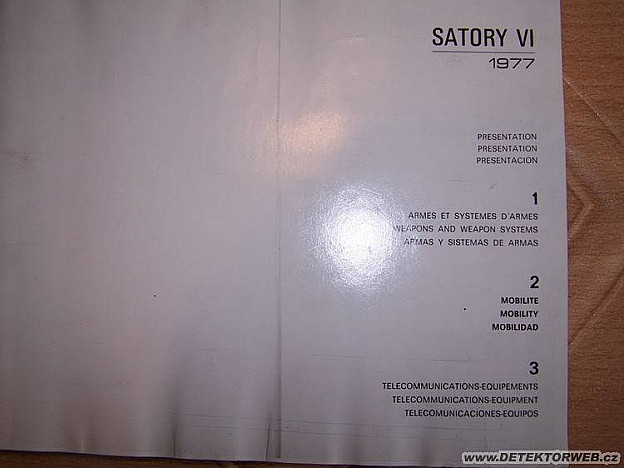 SATORY VI
1977
PRESENTATION
PRESENTATION
PRESENTACION
1
ARMES ET SYSTEMES D'ARMES
WEAPONS AND WEAPON SYSTEMS
ARMAS Y SISTEMAS DE ARMAS
2
MOBILITE
MOBILITY
MOBILIDAD
3
TELECOMMUNICATIONS-EQUIPEMENTS
TELECOMMUNICATIONS-EQUIPMENT
TELECOMUNICACIONES-EQUIPOS
www.DETEKTORWEB.cz